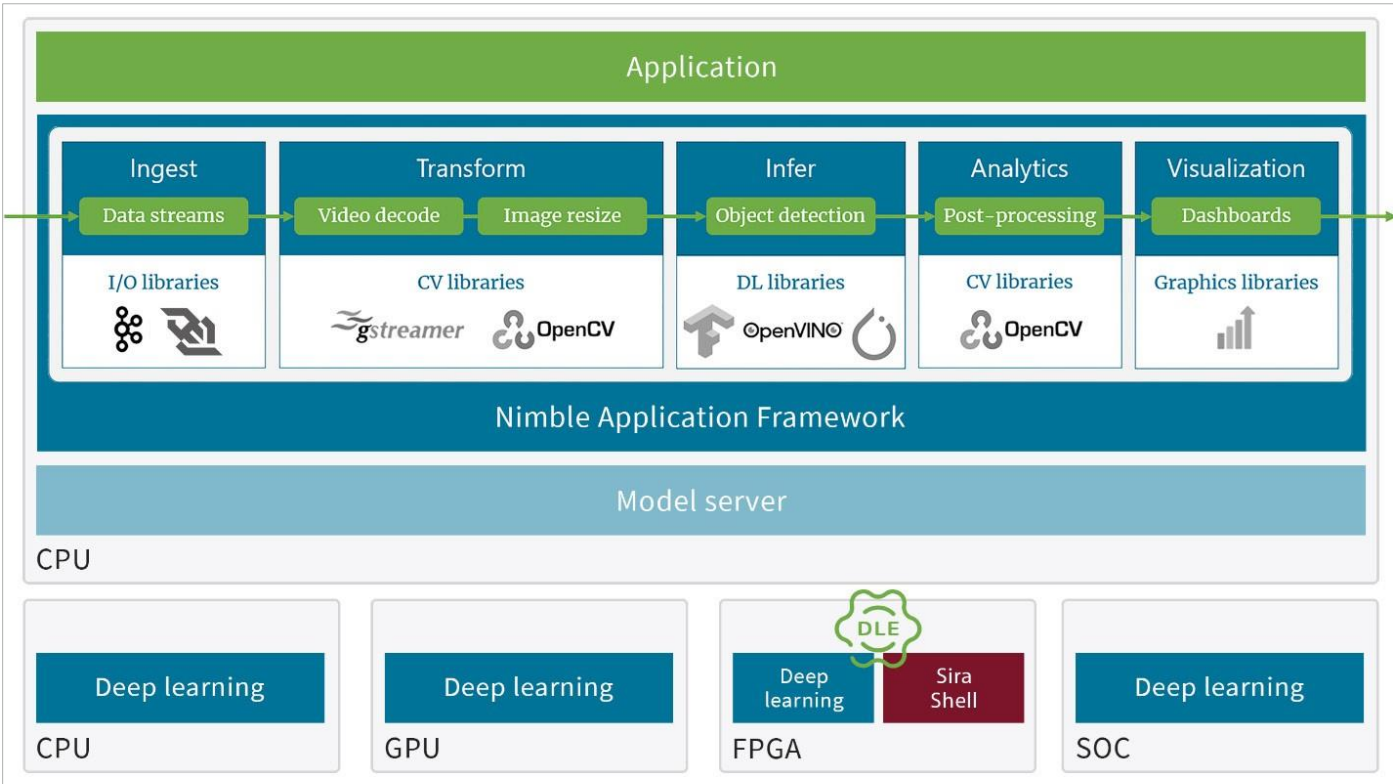 Application
Ingest
Transform
Infer
Analytics
Visualization
Data streams
Video decode
Image resize
Object detection
Post-processing
Dashboards
I/O libraries
CV libraries
DL libraries
CV libraries
Graphics libraries
gstreamer
OpenCV
OpenVINO
OpenCV
Nimble Application Framework
Model server
CPU
Deep learning
CPU
Deep learning
GPU
DLE
Deep
learning
Sira
Shell
FPGA
Deep learning
SOC